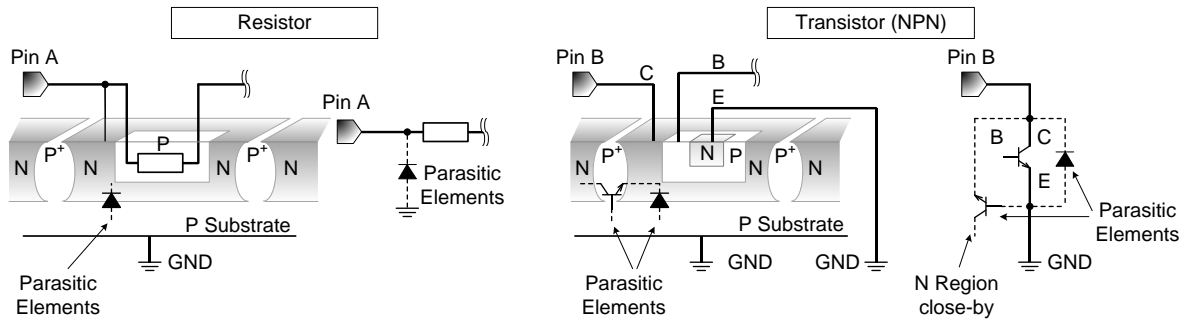 Resistor
Transistor (NPN)
Pin A
Pin A
N
P+
N
P
N
P+
N
Parasitic
Elements
P Substrate
GND
Parasitic
Elements
Pin B
C
B
E
N
P+
N
N
P
P+
N
P Substrate
GND
GND
Parasitic
Elements
Pin B
B
C
E
Parasitic
Elements
GND
N Region
close-by